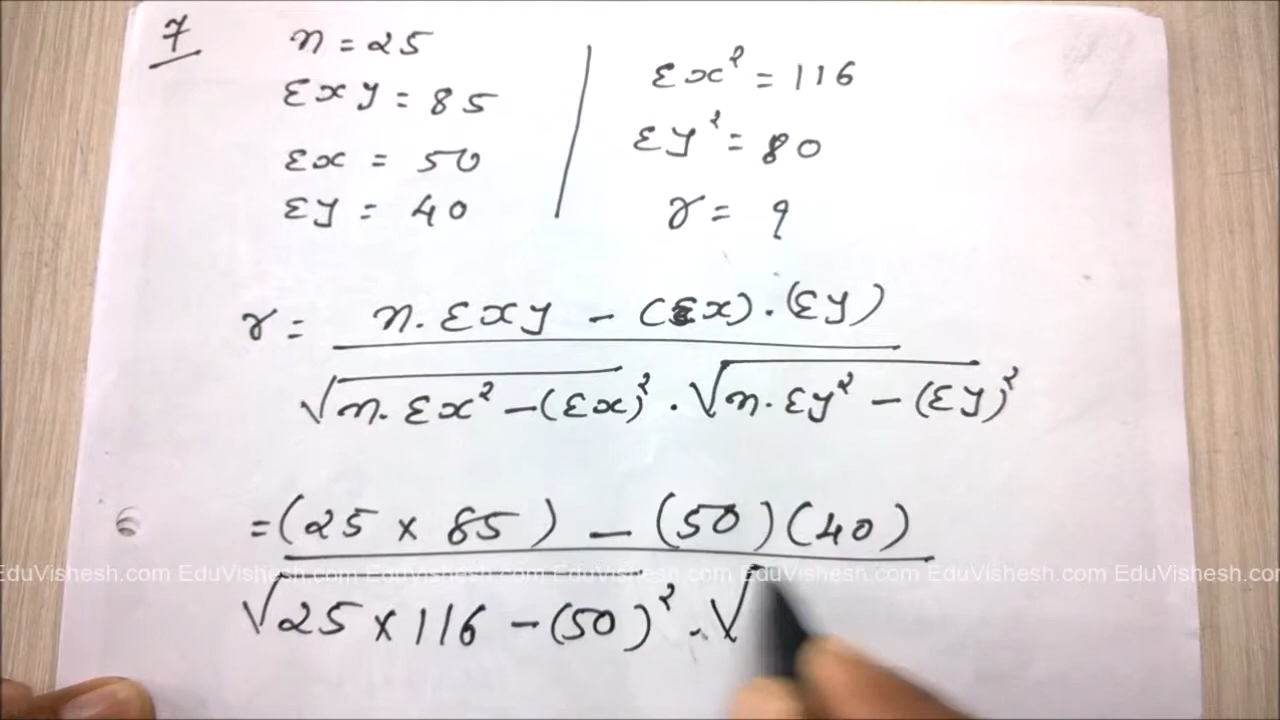 7
n = 25
Σxy = 85
Σx = 50
Σy = 40
Σx² = 116
Σy² = 80
r = ?
r = n.Σxy - (Σx).(Σy)
√n.Σx² - (Σx)² . √n.Σy² - (Σy)²
= (25 × 85) - (50)(40)
EduVishesh.com EduVishesh.com EduVishesh.com EduVishesh.com EduVishesh.com EduVishesh.com EduVishesh.com
√25 × 116 - (50)² . √